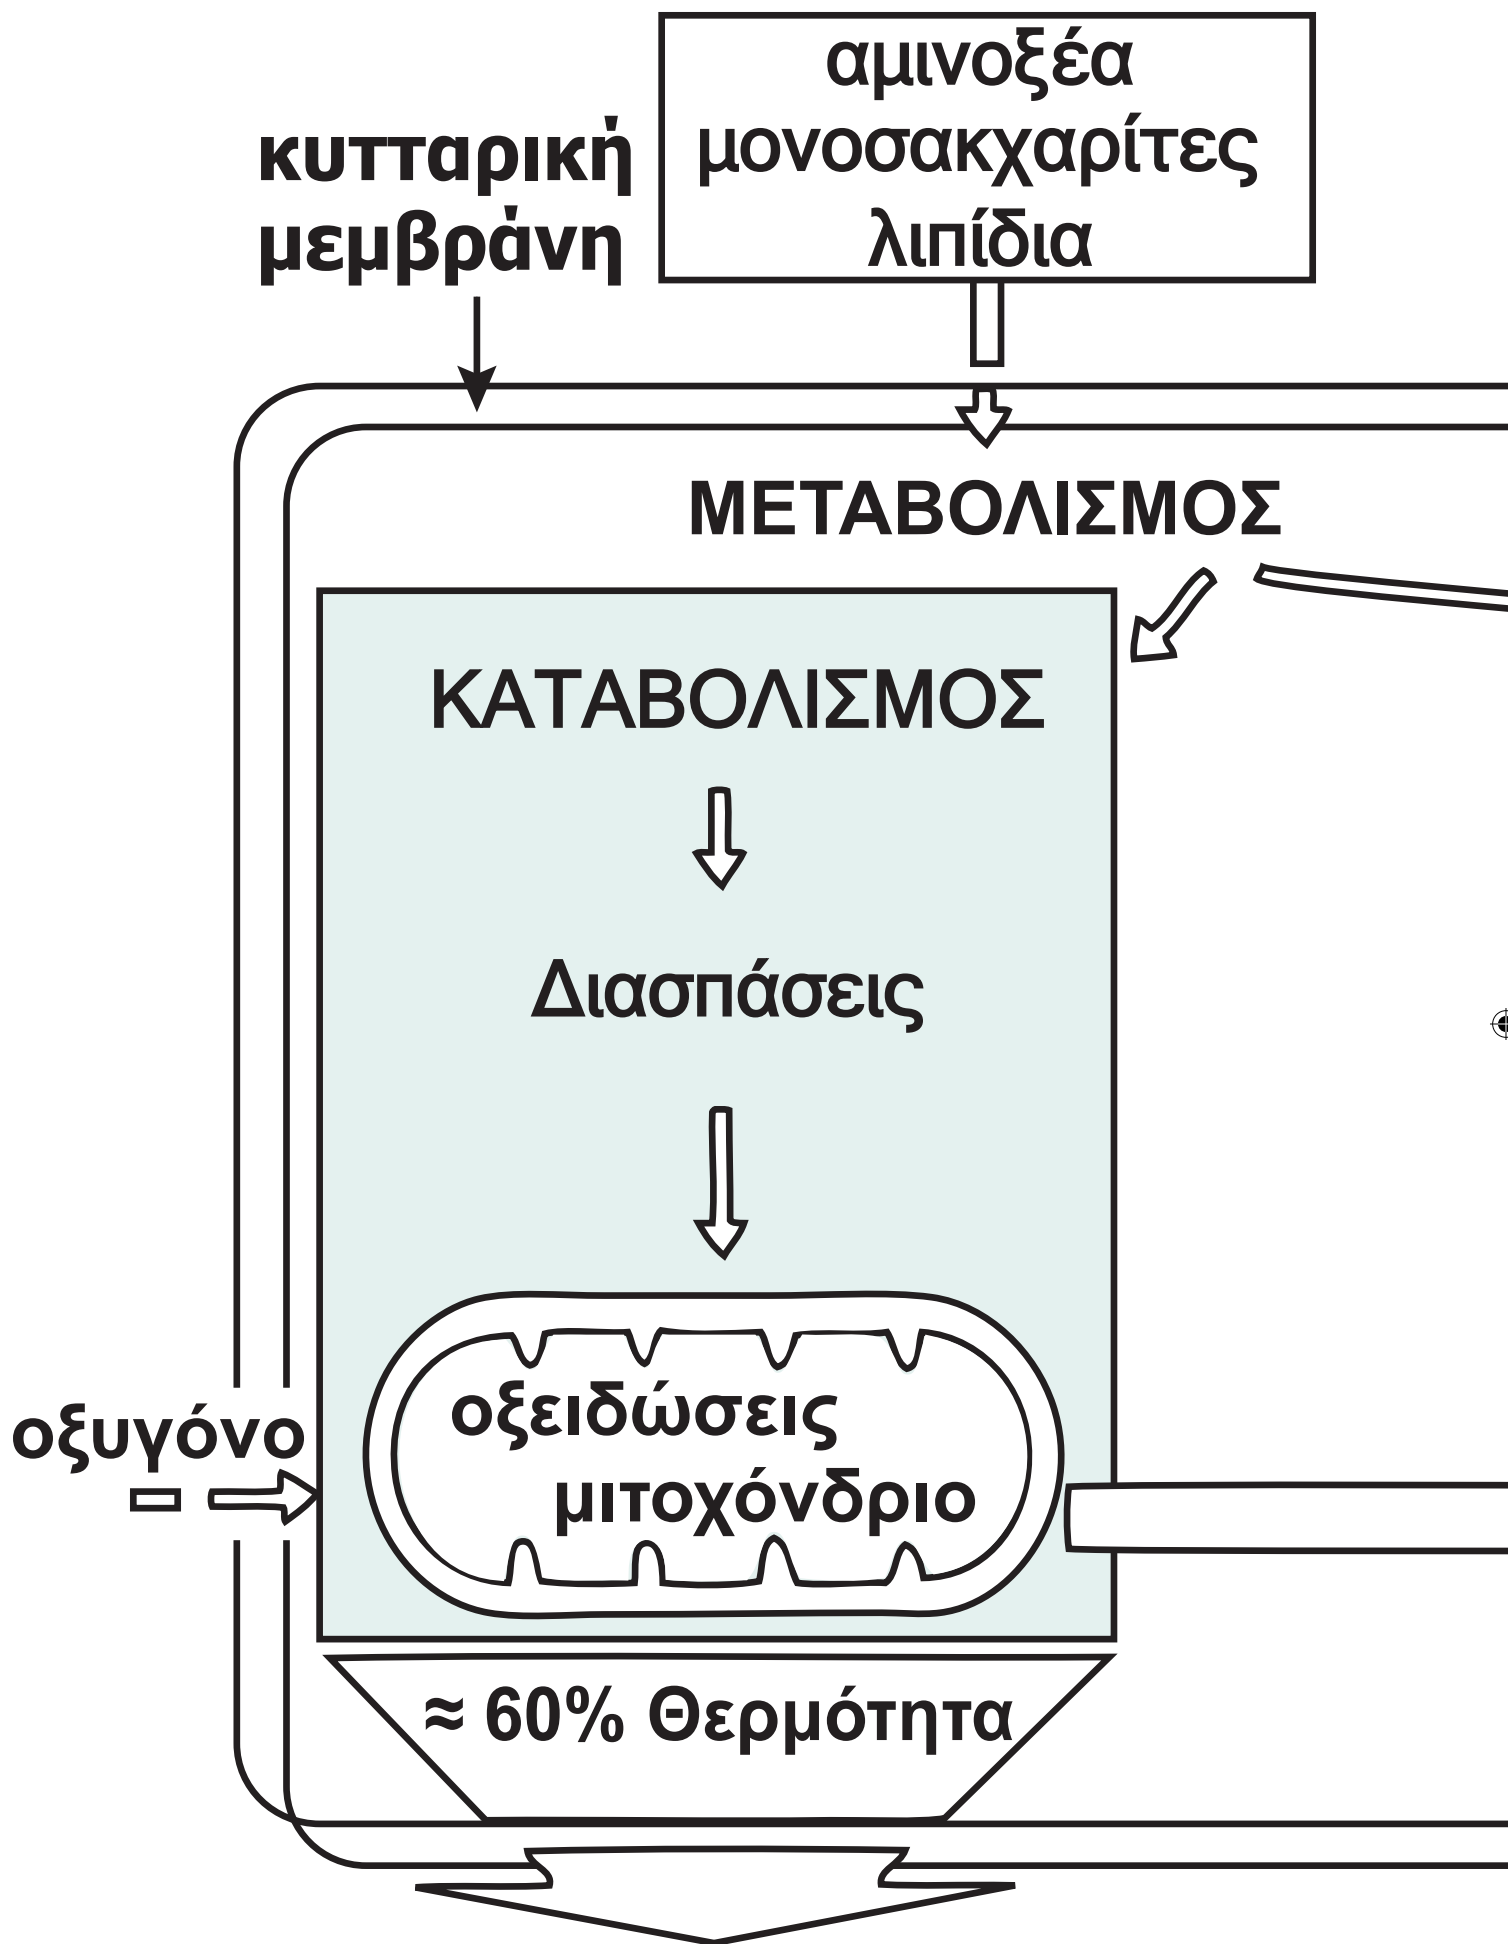 αμινοξέα
μονοσακχαρίτες
λιπίδια
κυτταρική
μεμβράνη
ΜΕΤΑΒΟΛΙΣΜΟΣ
ΚΑΤΑΒΟΛΙΣΜΟΣ
Διασπάσεις
οξειδώσεις
μιτοχόνδριο
οξυγόνο
≈ 60% Θερμότητα